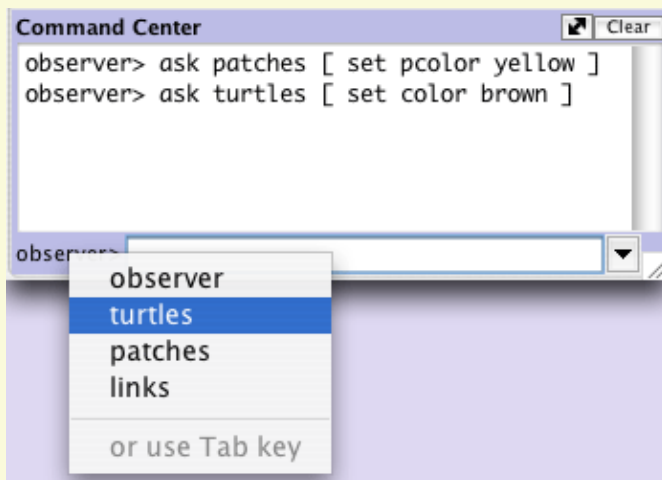 Command Center Clear
observer> ask patches [ set pcolor yellow ]
observer> ask turtles [ set color brown ]
observer>
observer
turtles
patches
links
or use Tab key